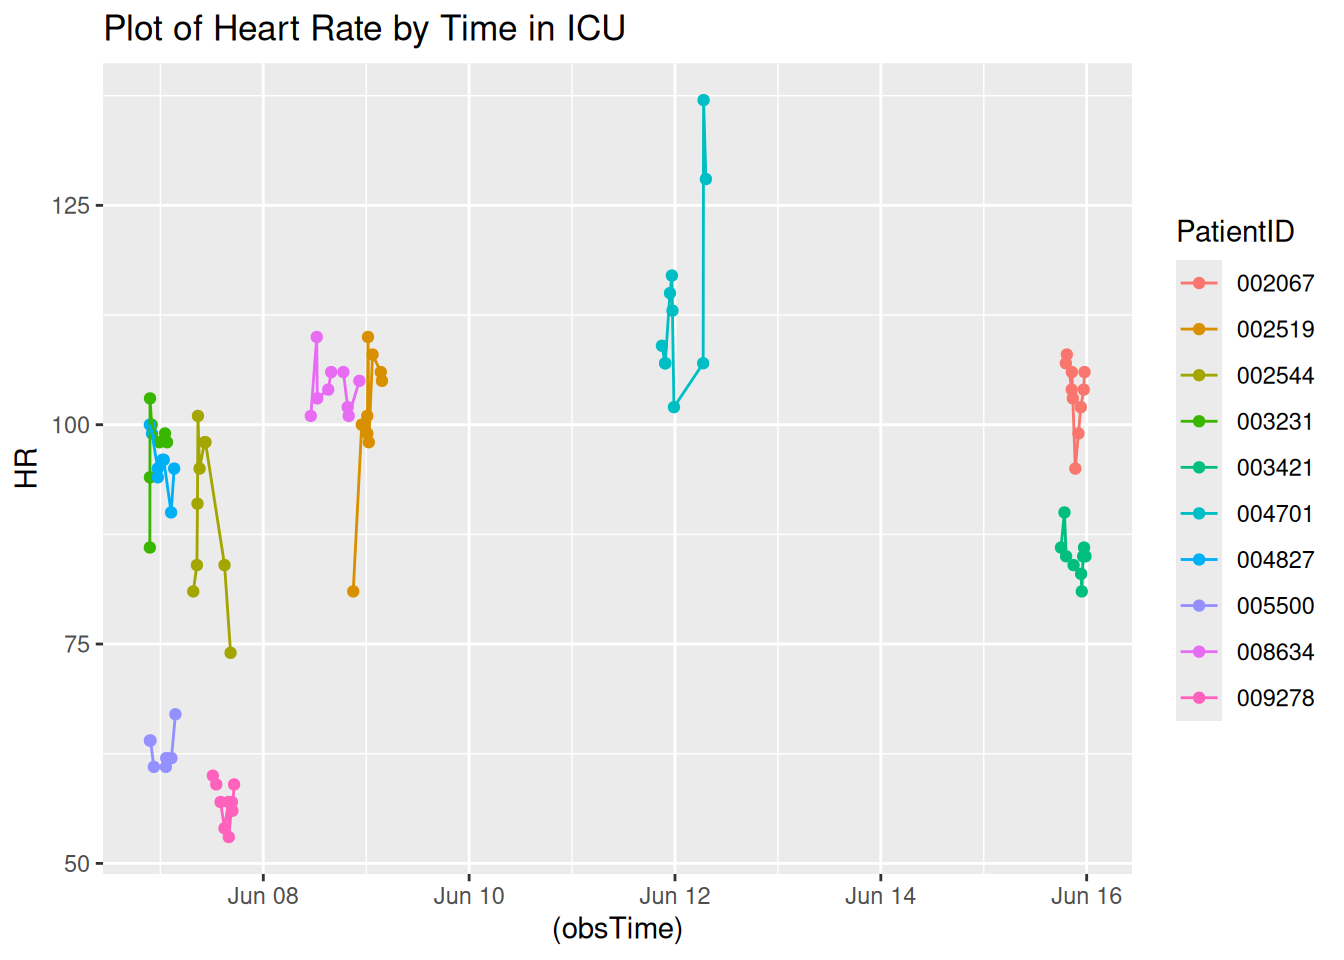 Plot of Heart Rate by Time in ICU
HR
125
100
75
50
Jun 08 Jun 10 Jun 12 Jun 14 Jun 16
(obsTime)
PatientID
002067
002519
002544
003231
003421
004701
004827
005500
008634
009278